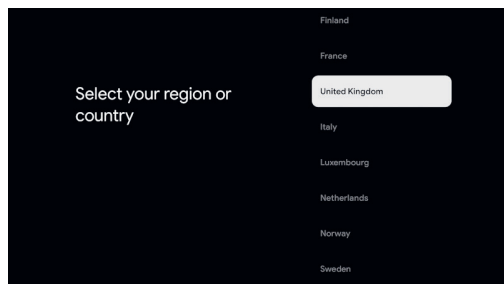 Select your region or
country
Finland
France
United Kingdom
Italy
Luxembourg
Netherlands
Norway
Sweden